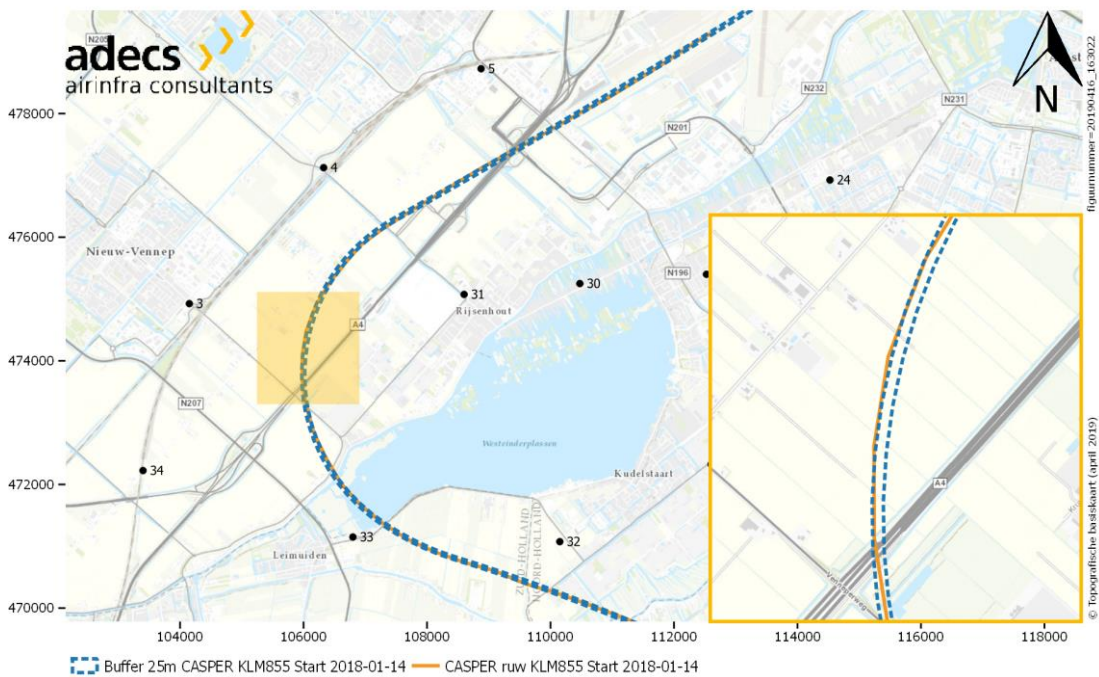 adecs
airinfra consultants
N205
5
N232
N201
N231
N
figuurnummer=20190416_163022
478000
4
24
476000
Nieuw-Vennep
N196
3
31
30
Rijsenhout
A4
474000
N207
Westeinderplassen
34
472000
Kudelstaart
33
32
Leimuiden
ZUID-HOLLAND
NOORD-HOLLAND
470000
A4
© Topografische basiskaart (april 2019)
104000 106000 108000 110000 112000 114000 116000 118000
Buffer 25m CASPER KLM855 Start 2018-01-14 CASPER ruw KLM855 Start 2018-01-14